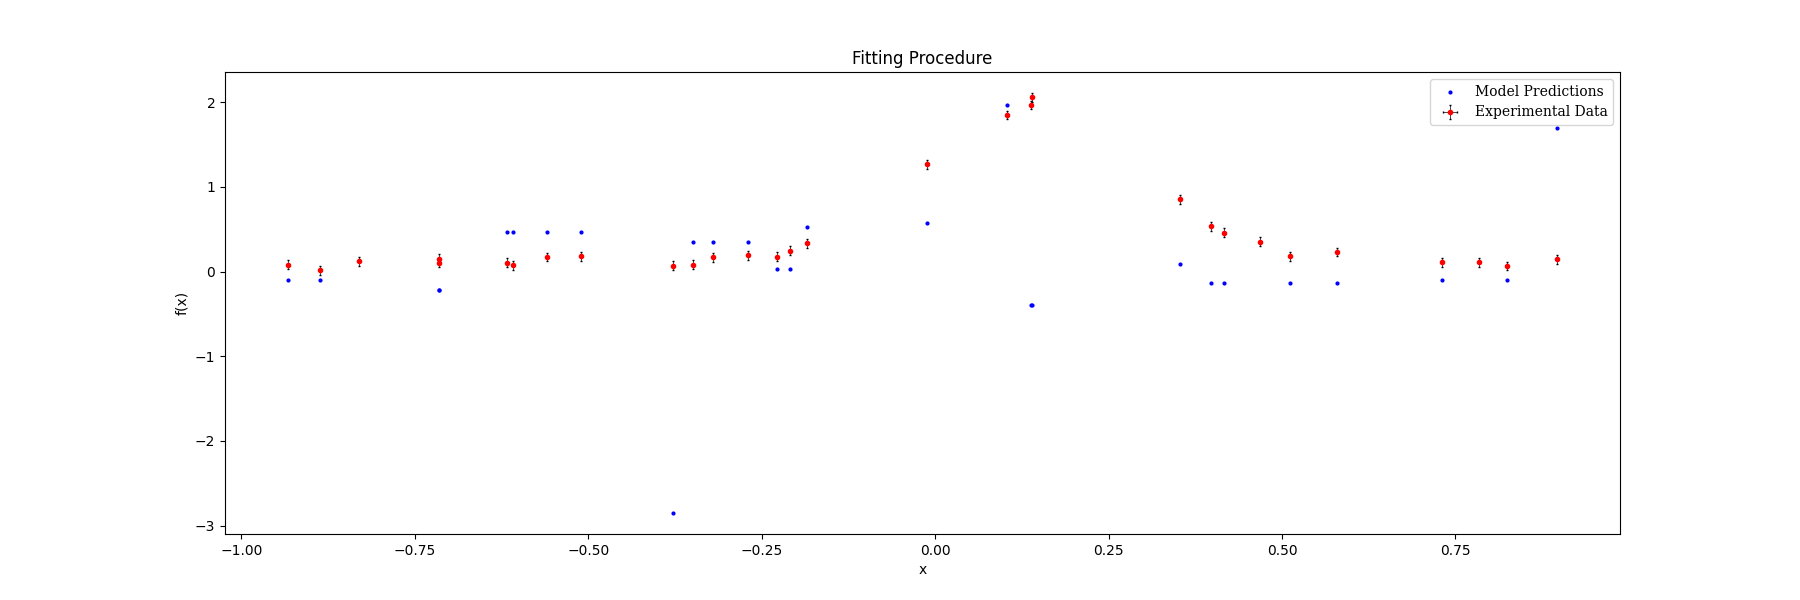 Fitting Procedure
Model Predictions
Experimental Data
f(x)
2
1
0
−1
−2
−3
−1.00 −0.75 −0.50 −0.25 0.00 0.25 0.50 0.75
x